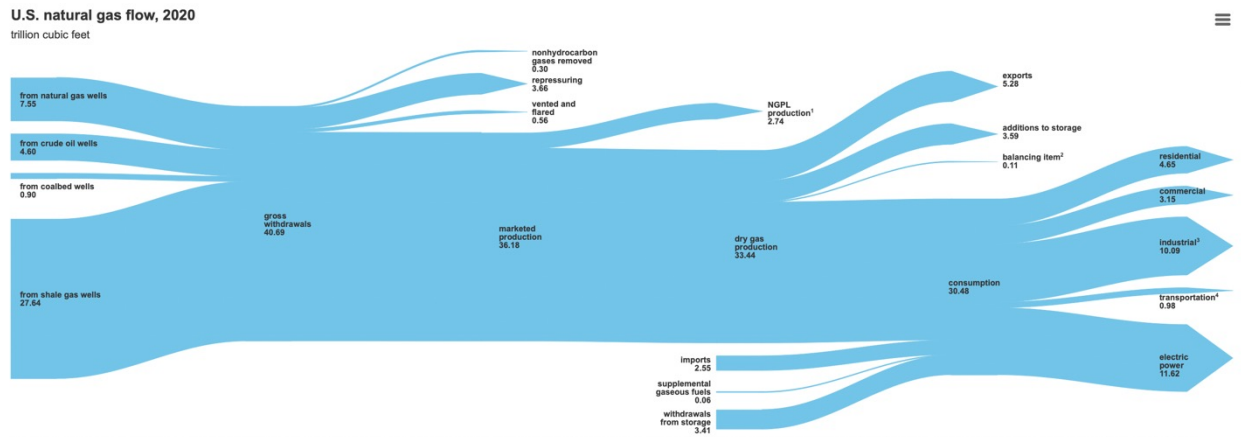 U.S. natural gas flow, 2020
trillion cubic feet
from natural gas wells
7.55
from crude oil wells
4.60
from coalbed wells
0.90
from shale gas wells
27.64
gross
withdrawals
40.69
nonhydrocarbon
gases removed
0.30
repressuring
3.66
vented and
flared
0.56
marketed
production
36.18
NGPL
production¹
2.74
dry gas
production
33.44
imports
2.55
supplemental
gaseous fuels
0.06
withdrawals
from storage
3.41
exports
5.28
additions to storage
3.59
balancing item²
0.11
consumption
30.48
residential
4.65
commercial
3.15
industrial³
10.09
transportation⁴
0.98
electric
power
11.62